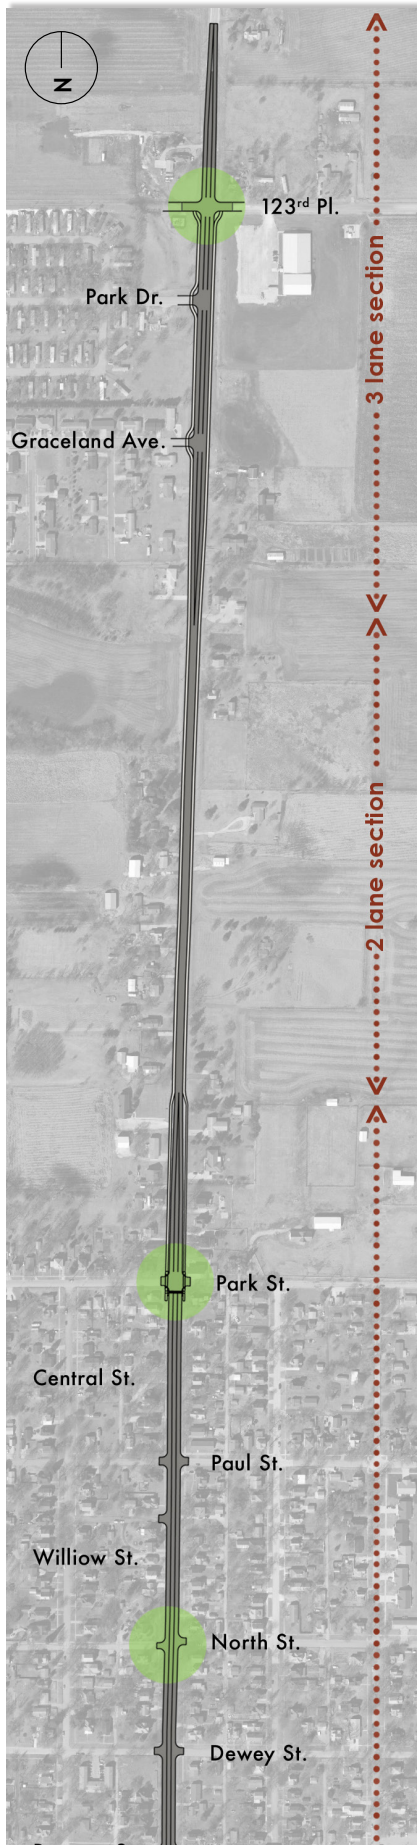 N
123rd Pl.
Park Dr.
3 lane section
Graceland Ave.
2 lane section
Park St.
Central St.
Paul St.
Williow St.
North St.
Dewey St.